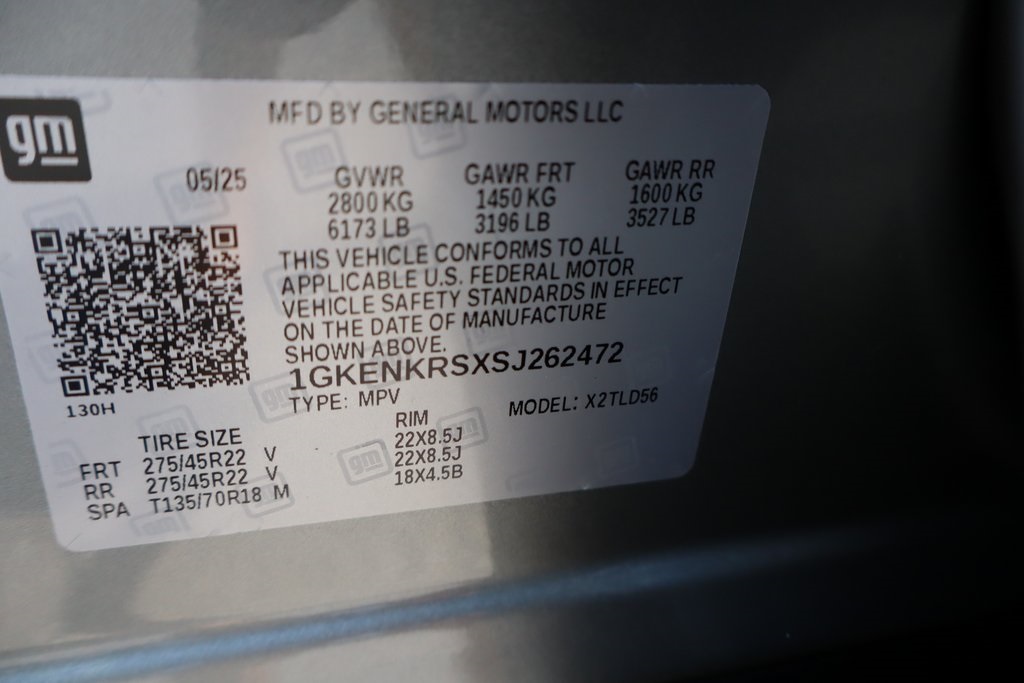 gm
MFD BY GENERAL MOTORS LLC
05/25 GVWR GAWR FRT GAWR RR
2800 KG 1450 KG 1600 KG
6173 LB 3196 LB 3527 LB
THIS VEHICLE CONFORMS TO ALL
APPLICABLE U.S. FEDERAL MOTOR
VEHICLE SAFETY STANDARDS IN EFFECT
ON THE DATE OF MANUFACTURE
SHOWN ABOVE.
1GKENKRSXSJ262472
130H TYPE: MPV MODEL: X2TLD56
TIRE SIZE RIM
FRT 275/45R22 V 22X8.5J
RR 275/45R22 V 22X8.5J
SPA T135/70R18 M 18X4.5B